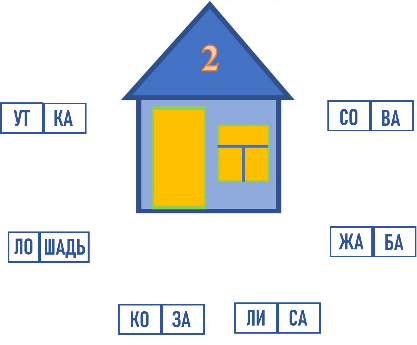 2
УТ КА
СО ВА
ЛО ШАДЬ
ЖА БА
КО ЗА
ЛИ СА